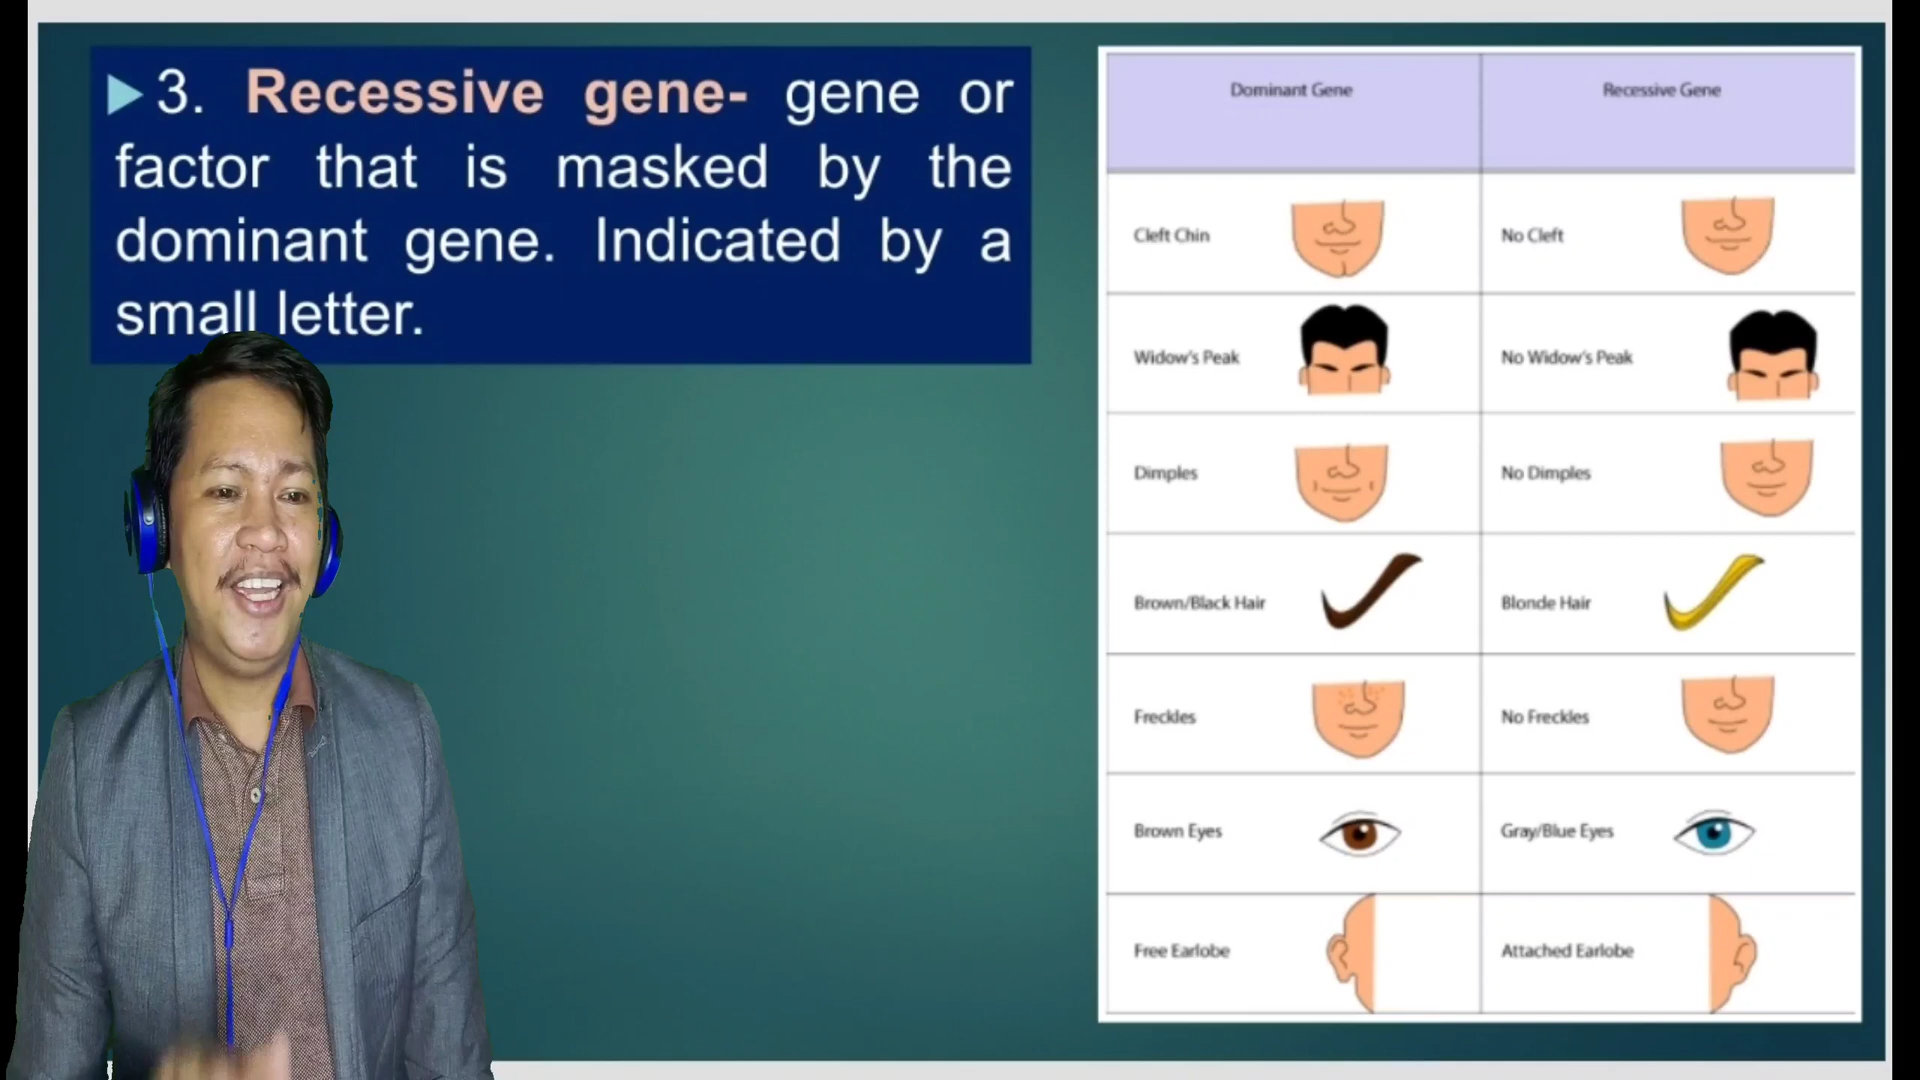 3. Recessive gene- gene or
factor that is masked by the
dominant gene. Indicated by a
small letter.
Dominant Gene
Recessive Gene
Cleft Chin
No Cleft
Widow's Peak
No Widow's Peak
Dimples
No Dimples
Brown/Black Hair
Blonde Hair
Freckles
No Freckles
Brown Eyes
Gray/Blue Eyes
Free Earlobe
Attached Earlobe